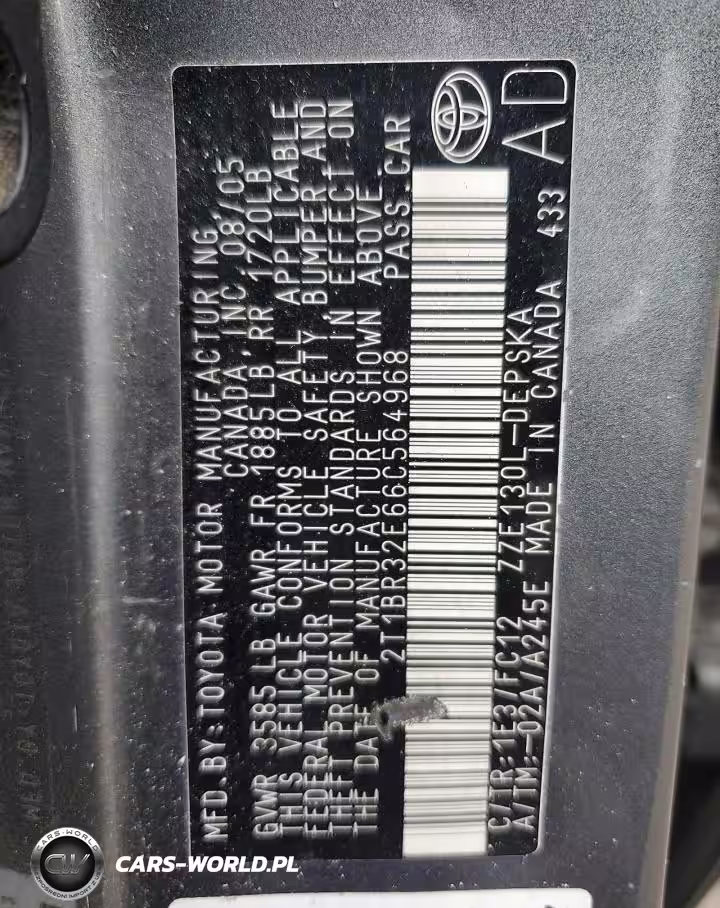 MFD. BY: TOYOTA MOTOR MANUFACTURING
CANADA, INC. 08/05
GVWR 3585LB GAWR FR 1885LB, RR 1720LB
THIS VEHICLE CONFORMS TO ALL APPLICABLE
FEDERAL MOTOR VEHICLE SAFETY BUMPER AND
THEFT PREVENTION STANDARDS IN EFFECT ON
THE DATE OF MANUFACTURE SHOWN ABOVE.
2T1BR32E66C564968 PASS. CAR
C/TR:1E3/FC12 ZZE130L-DEPSKA
A/TM:-02A/A245E MADE IN CANADA 433
AD
CARS-WORLD
CW
CARS-WORLD.PL